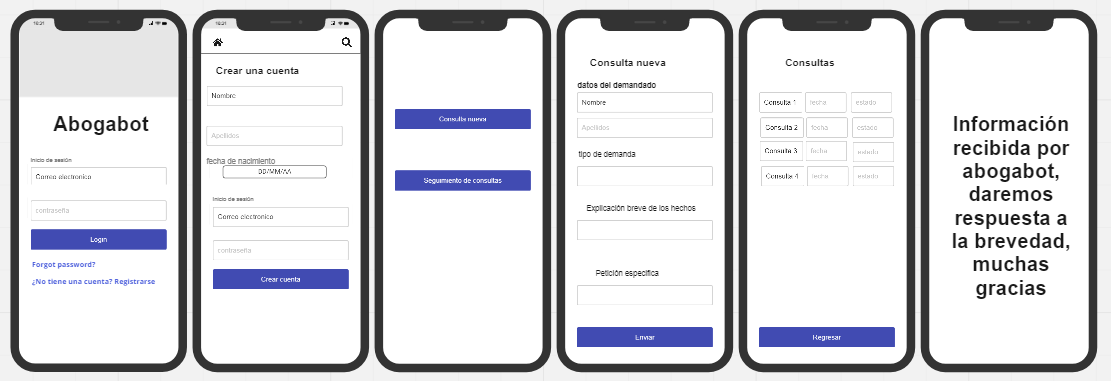 16:21
Abogabot
Inicio de sesión
Correo electronico
contraseña
Login
Forgot password?
¿No tiene una cuenta? Registrarse
16:21
Crear una cuenta
Nombre
Apellidos
fecha de nacimiento
DD/MM/AA
Inicio de sesión
Correo electronico
contraseña
Crear cuenta
Consulta nueva
Seguimiento de consultas
Consulta nueva
datos del demandado
Nombre
Apellidos
tipo de demanda
Explicación breve de los hechos
Petición especifica
Enviar
Consultas
Consulta 1 fecha estado
Consulta 2 fecha estado
Consulta 3 fecha estado
Consulta 4 fecha estado
Regresar
Información
recibida por
abogabot,
daremos
respuesta a
la brevedad,
muchas
gracias